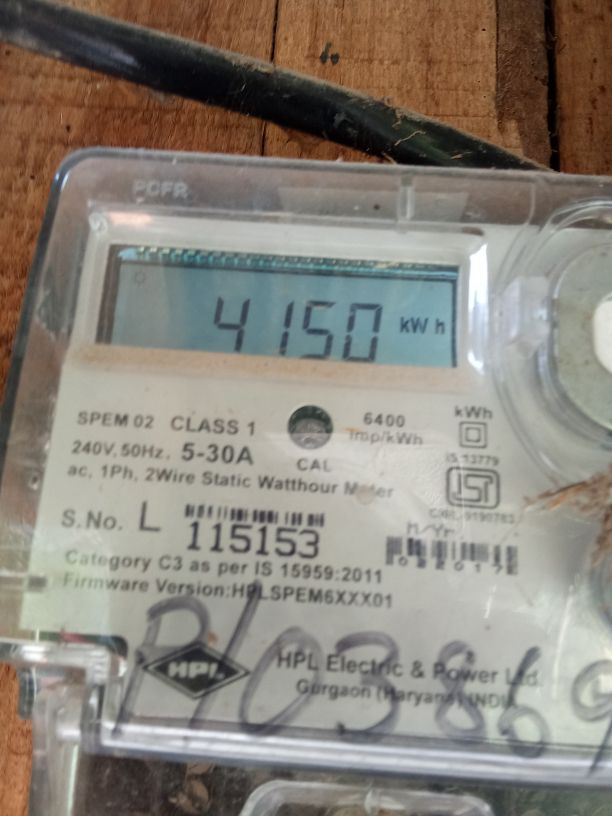 PCFR
4150 kWh
SPEM 02 CLASS 1
6400
imp/kWh
kWh
240V, 50Hz. 5-30A
CAL
IS 13779
ac, 1Ph, 2Wire Static Watthour Meter
S.No. L 115153
M/Yr
Category C3 as per IS 15959:2011
Firmware Version:HPLSPEM6XXX01
HPL
HPL Electric & Power Ltd.
Gurgaon (Haryana) INDIA